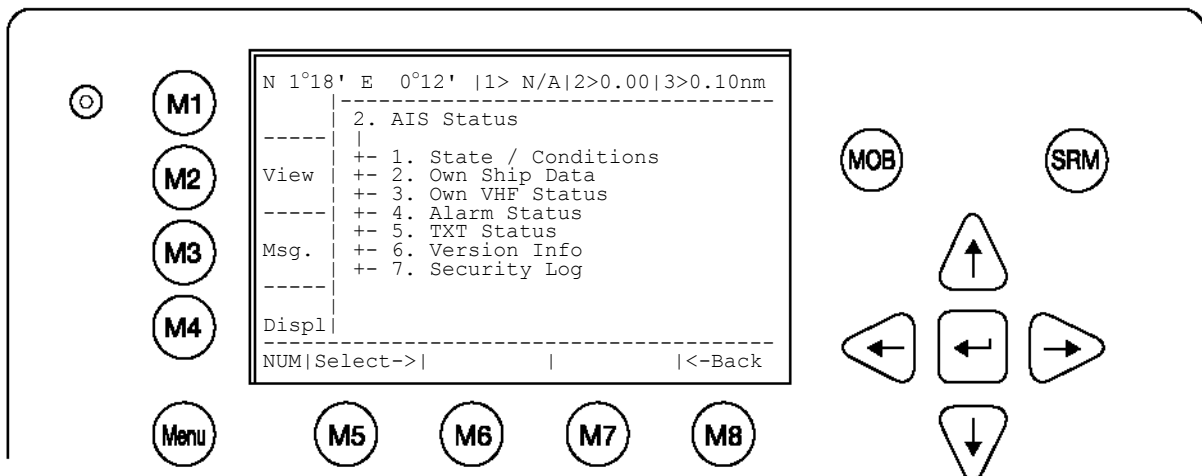 N 1°18' E 0°12' |1> N/A|2>0.00|3>0.10nm
2. AIS Status
+- 1. State / Conditions
View | +- 2. Own Ship Data
+- 3. Own VHF Status
+- 4. Alarm Status
+- 5. TXT Status
Msg. | +- 6. Version Info
+- 7. Security Log
Displ|
NUM|Select->| | |<-Back
M1
M2
M3
M4
Menu
M5
M6
M7
M8
MOB
SRM